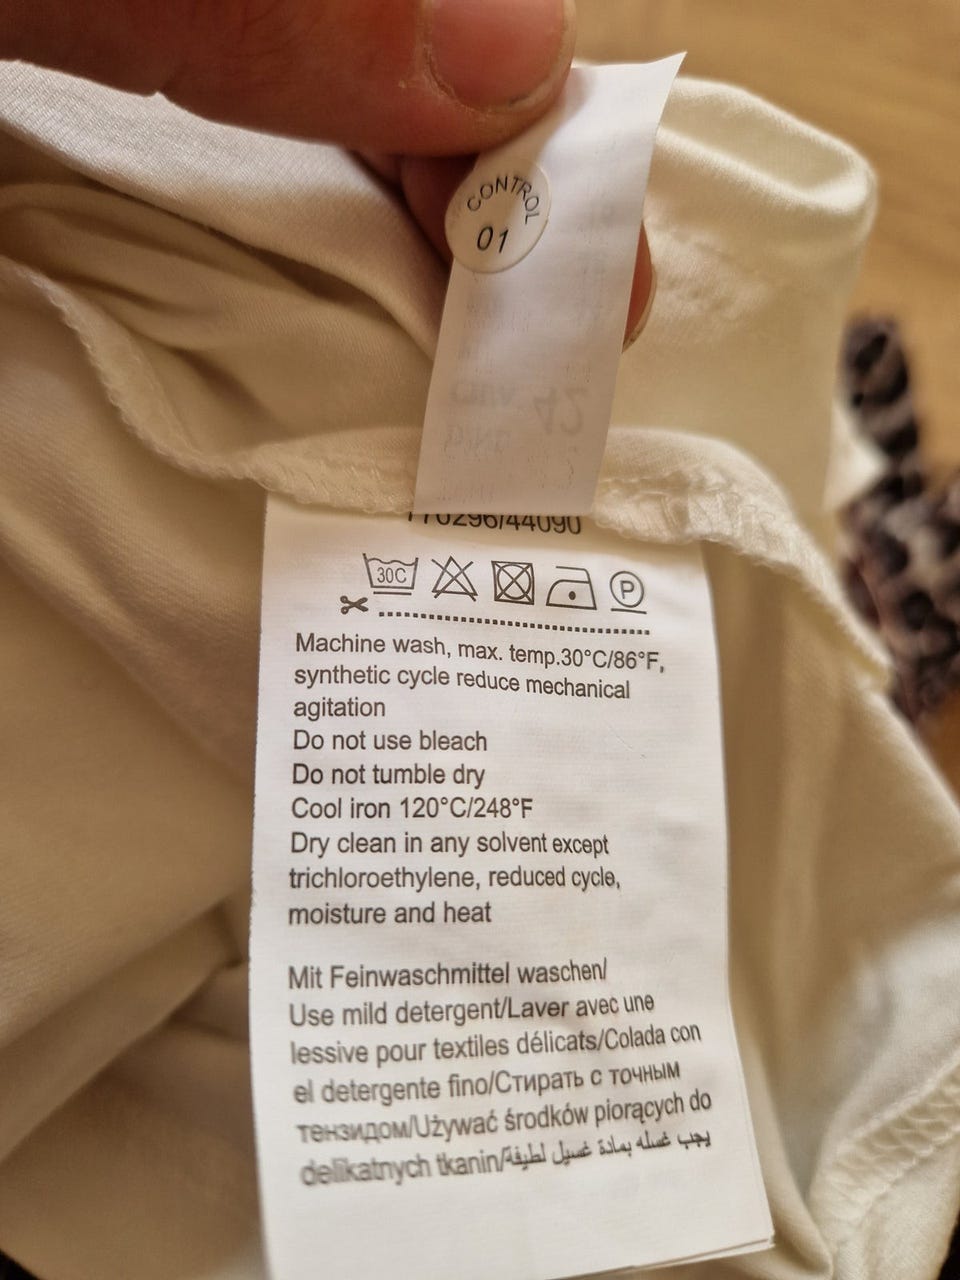 CONTROL
01
42
170296/44090
30C
P
Machine wash, max. temp.30°C/86°F,
synthetic cycle reduce mechanical
agitation
Do not use bleach
Do not tumble dry
Cool iron 120°C/248°F
Dry clean in any solvent except
trichloroethylene, reduced cycle,
moisture and heat
Mit Feinwaschmittel waschen/
Use mild detergent/Laver avec une
lessive pour textiles délicats/Colada con
el detergente fino/Стирать с точным
тензидом/Używać środków piorących do
delikatnych tkanin/يجب غسله بمادة غسيل لطيفة